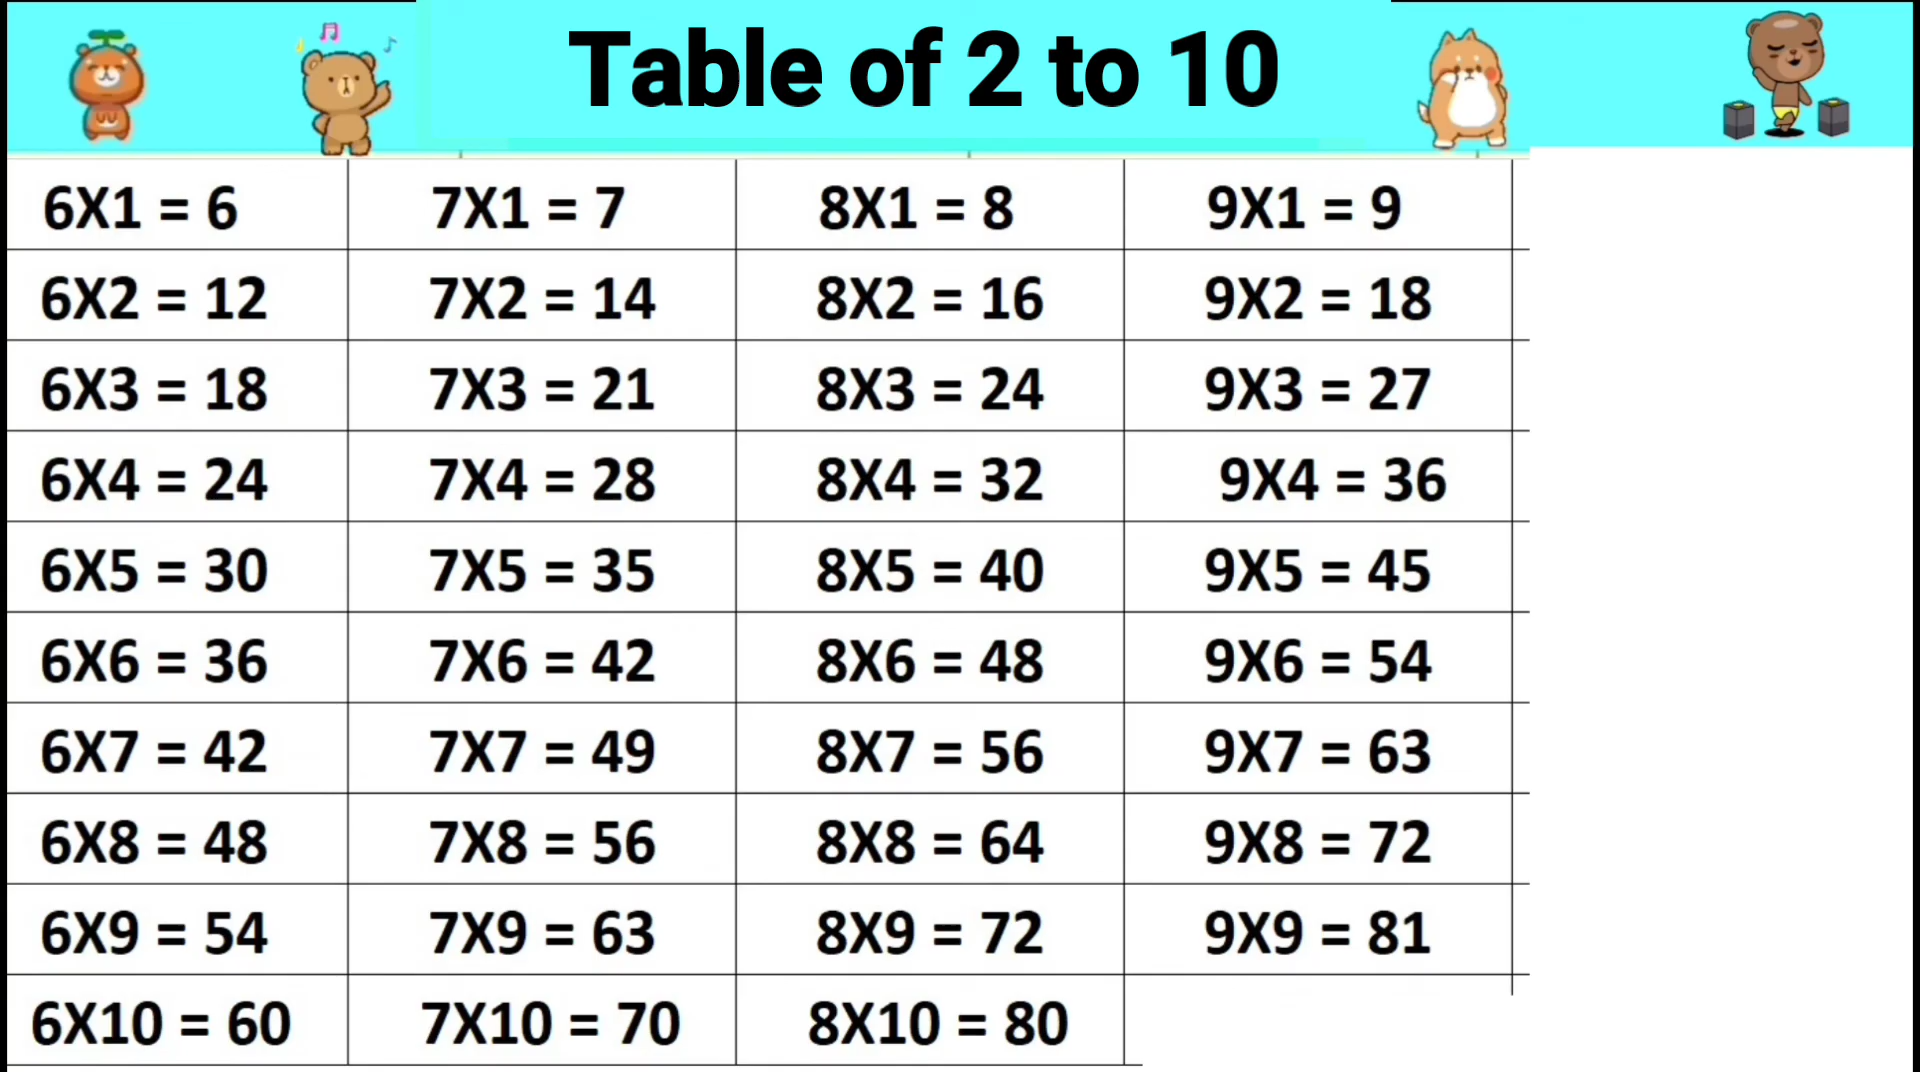 Table of 2 to 10
6X1 = 6 7X1 = 7 8X1 = 8 9X1 = 9
6X2 = 12 7X2 = 14 8X2 = 16 9X2 = 18
6X3 = 18 7X3 = 21 8X3 = 24 9X3 = 27
6X4 = 24 7X4 = 28 8X4 = 32 9X4 = 36
6X5 = 30 7X5 = 35 8X5 = 40 9X5 = 45
6X6 = 36 7X6 = 42 8X6 = 48 9X6 = 54
6X7 = 42 7X7 = 49 8X7 = 56 9X7 = 63
6X8 = 48 7X8 = 56 8X8 = 64 9X8 = 72
6X9 = 54 7X9 = 63 8X9 = 72 9X9 = 81
6X10 = 60 7X10 = 70 8X10 = 80